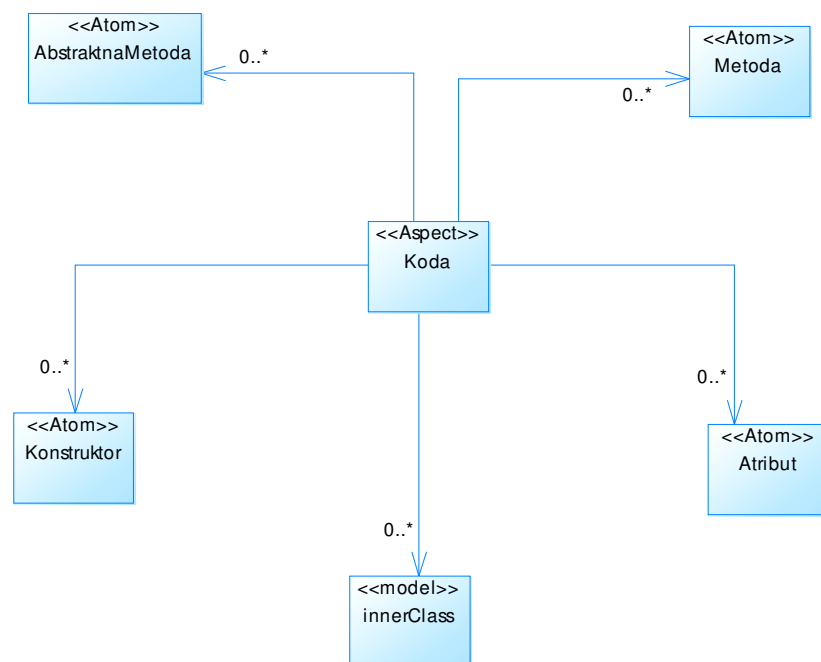 <<Atom>>
AbstraktnaMetoda
0..*
<<Atom>>
Metoda
0..*
<<Aspect>>
Koda
0..*
<<Atom>>
Konstruktor
0..*
<<Atom>>
Atribut
0..*
<<model>>
innerClass